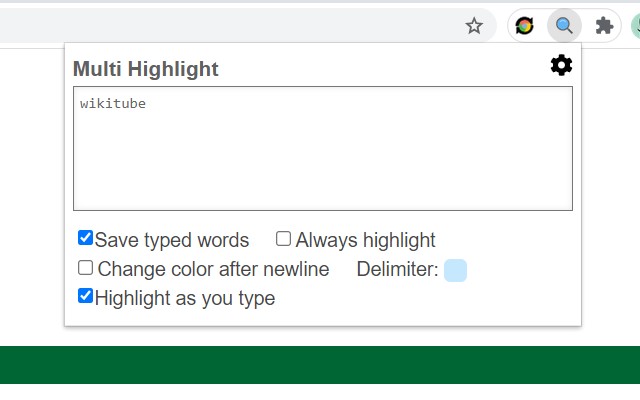 Multi Highlight
wikitube
Save typed words Always highlight
Change color after newline Delimiter:
Highlight as you type